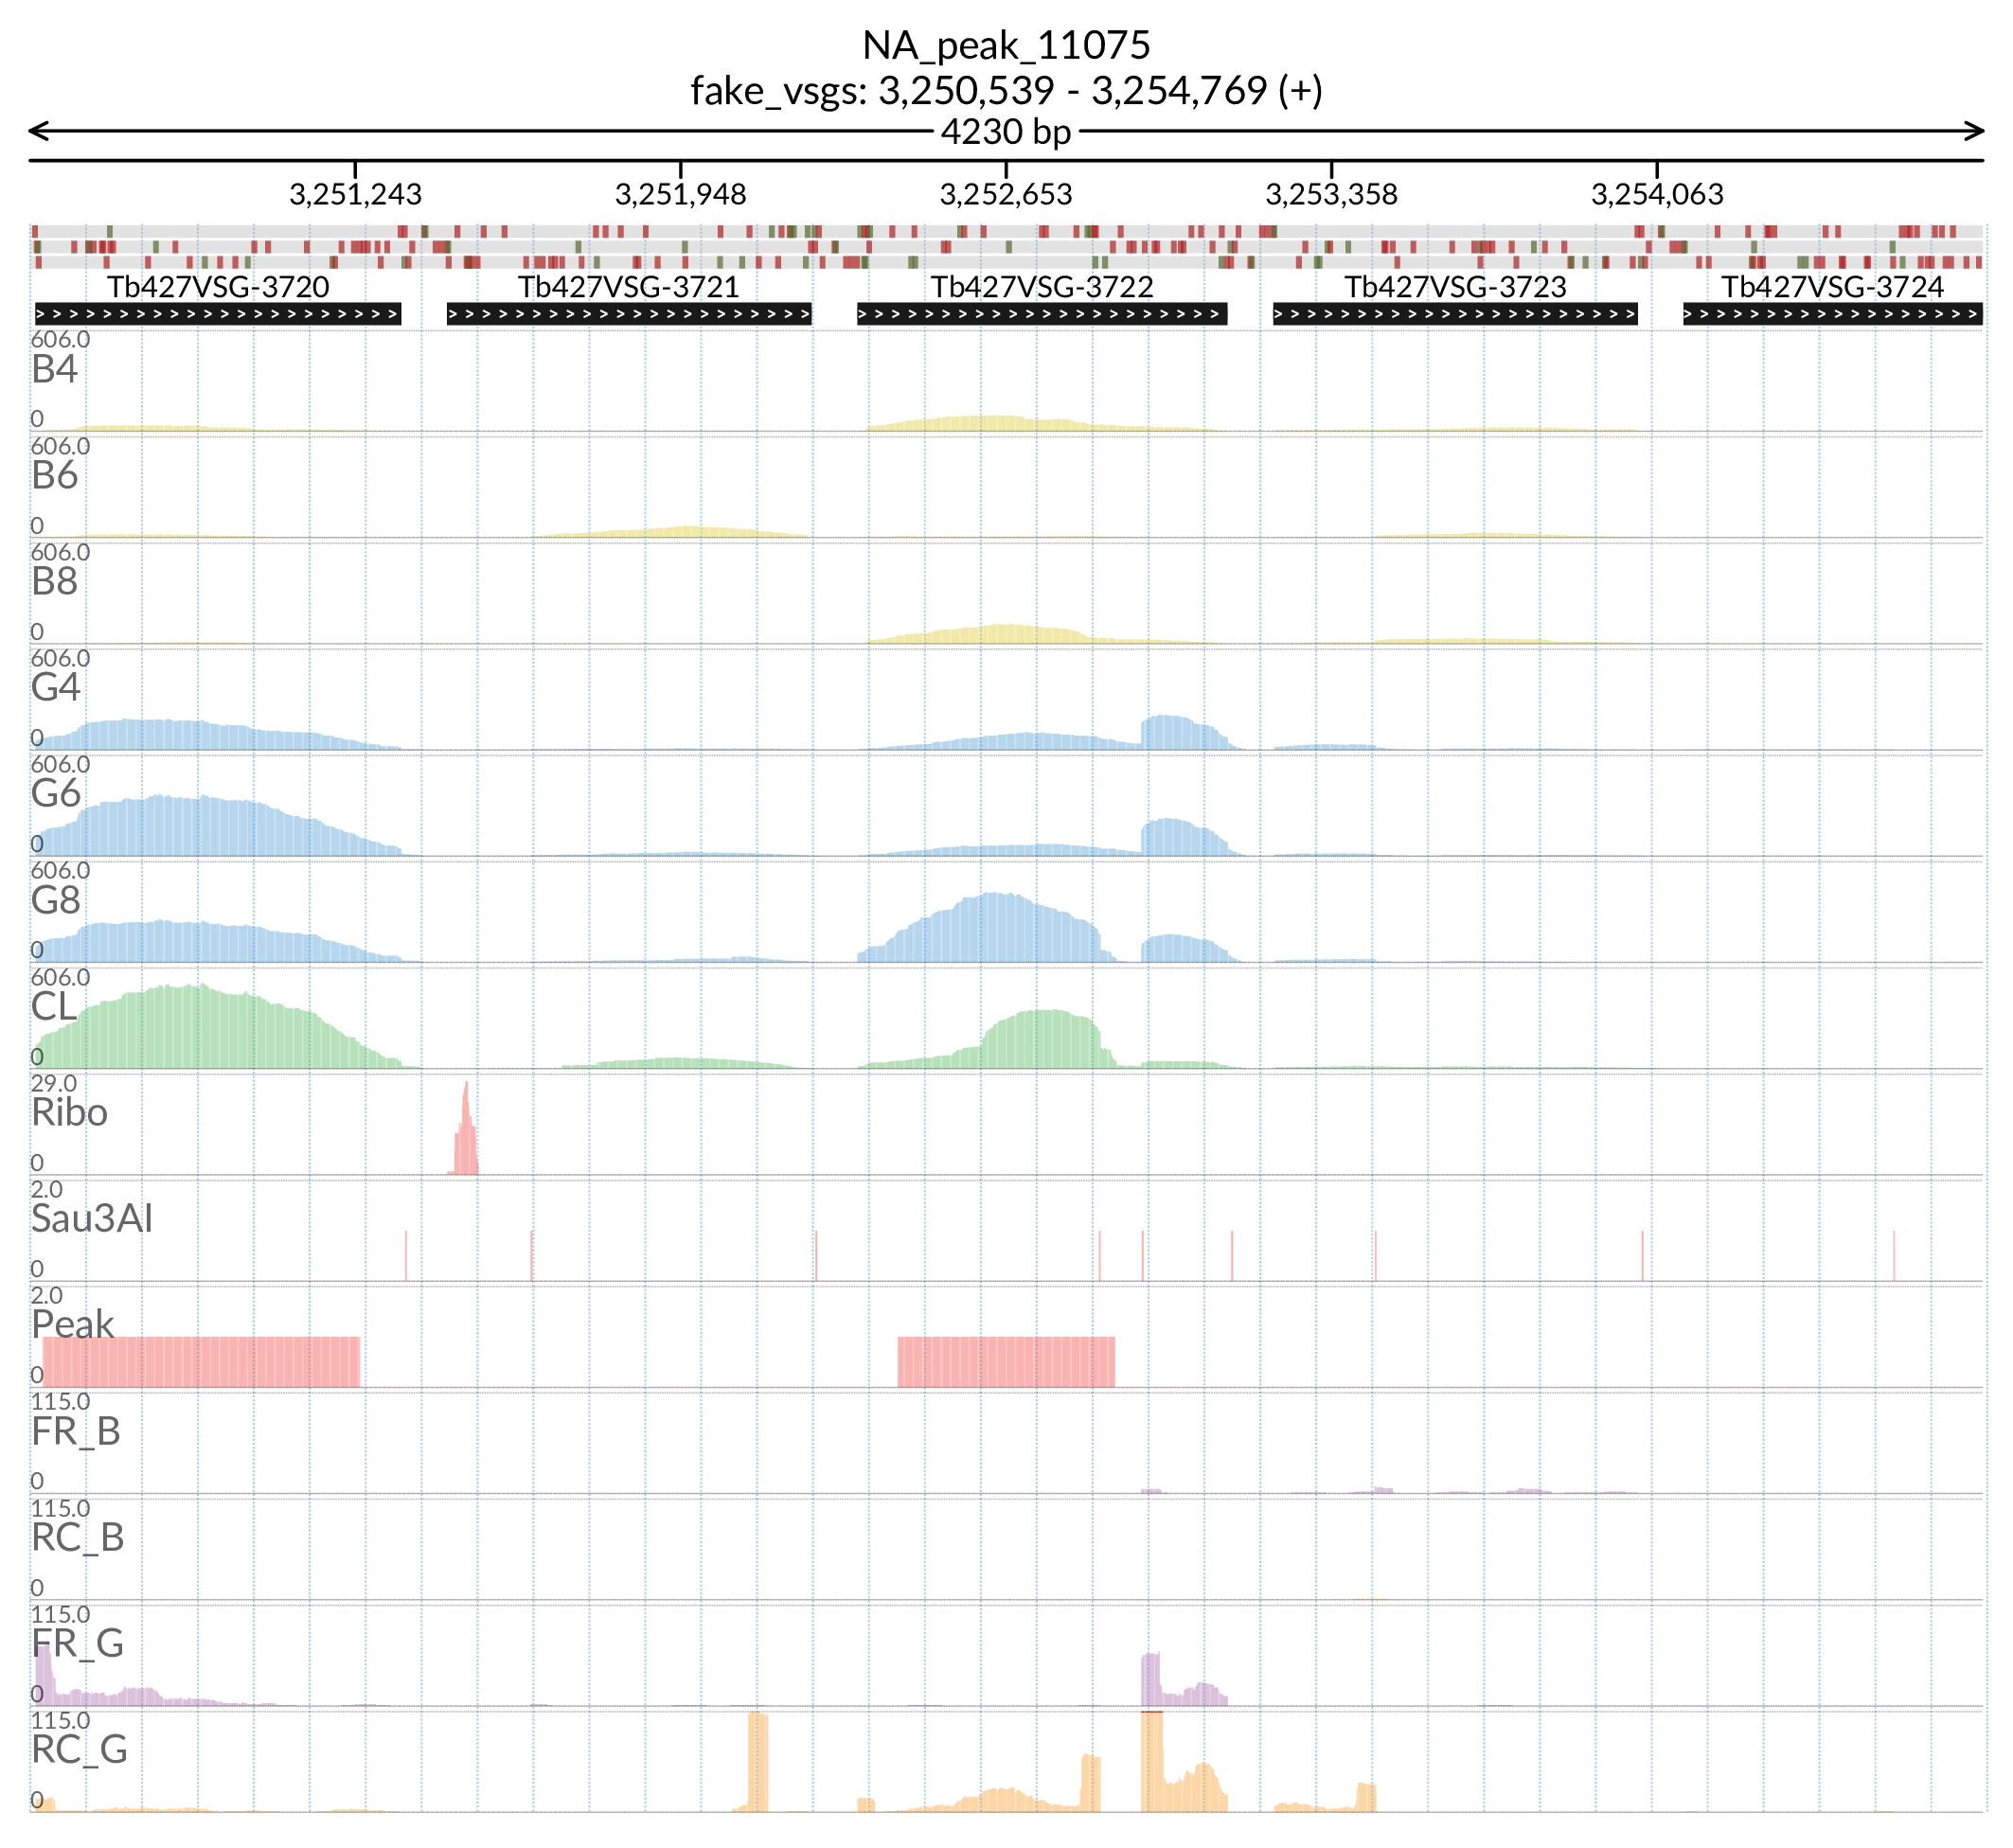 NA_peak_11075
fake_vsgs: 3,250,539 - 3,254,769 (+)
4230 bp
3,251,243 3,251,948 3,252,653 3,253,358 3,254,063
Tb427VSG-3720 Tb427VSG-3721 Tb427VSG-3722 Tb427VSG-3723 Tb427VSG-3724
606.0
B4
0
606.0
B6
0
606.0
B8
0
606.0
G4
0
606.0
G6
0
606.0
G8
0
606.0
CL
0
29.0
Ribo
0
2.0
Sau3AI
0
2.0
Peak
0
115.0
FR_B
0
115.0
RC_B
0
115.0
FR_G
0
115.0
RC_G
0